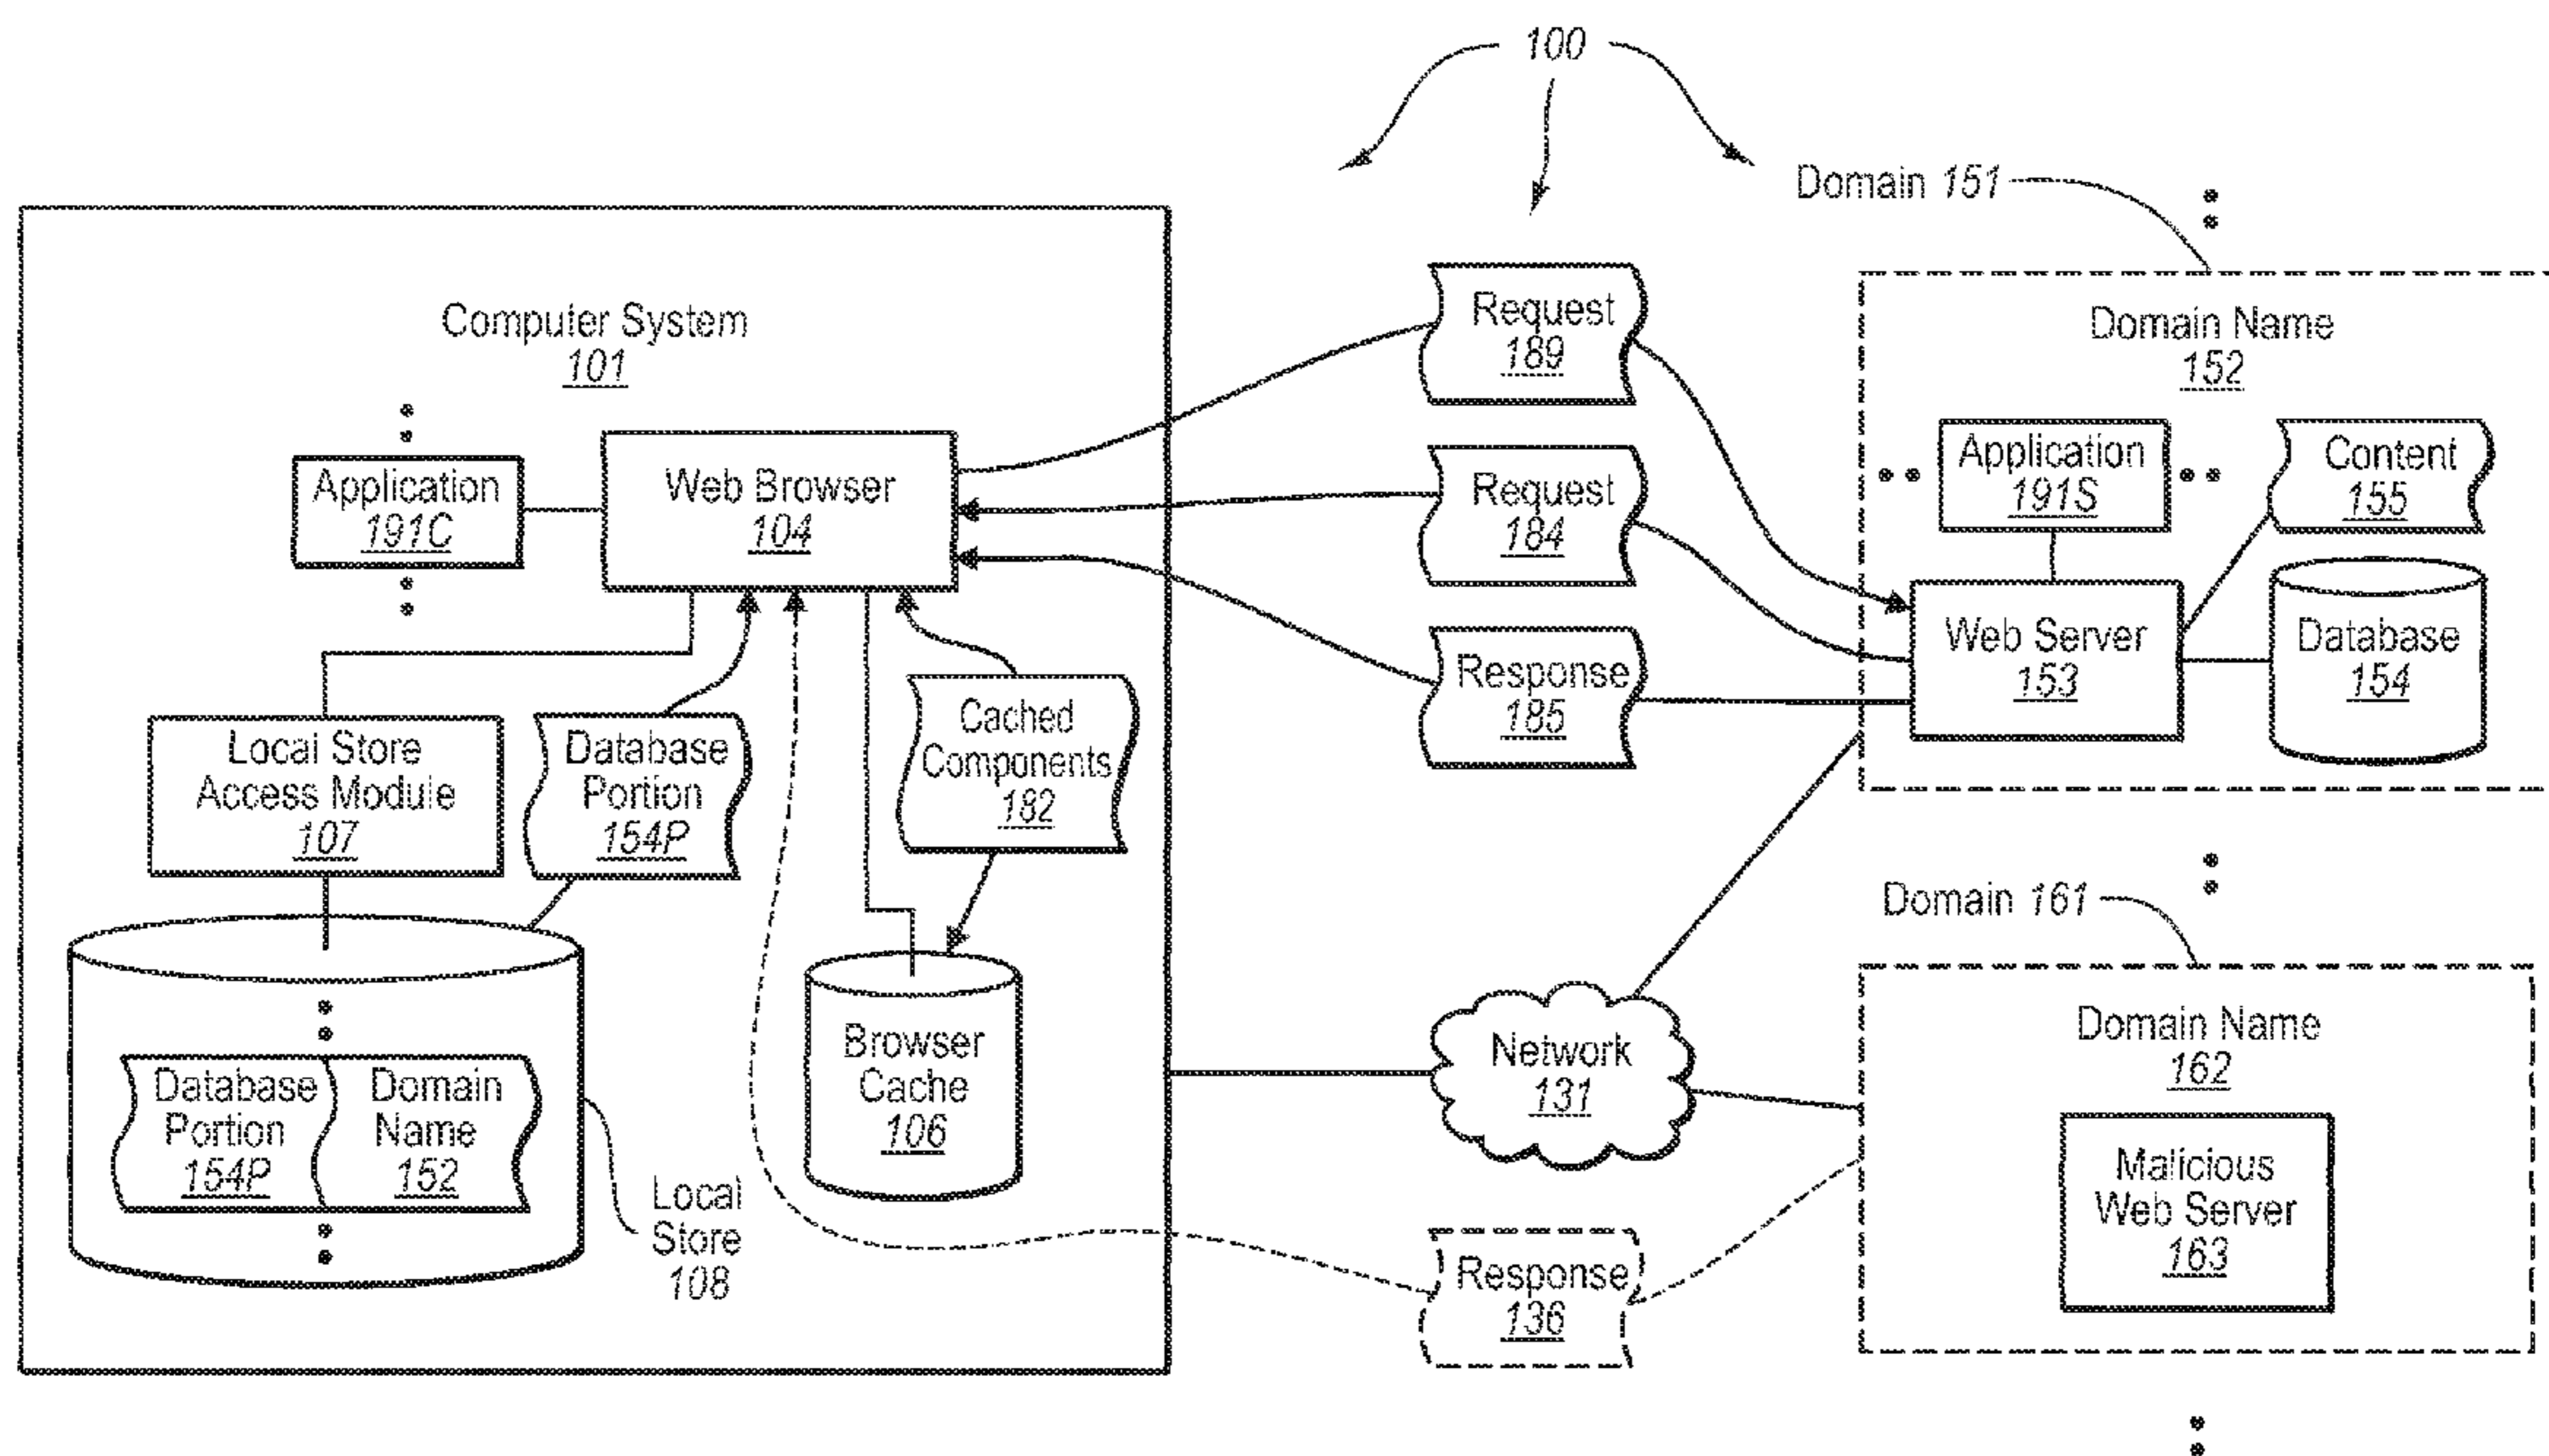 100
Domain 151
Computer System
101
Application
191C
Web Browser
104
Local Store
Access Module
107
Database
Portion
154P
Cached
Components
182
Browser
Cache
106
Database
Portion
154P
Domain
Name
152
Local
Store
108
Request
189
Request
184
Response
185
Network
131
Response
136
Domain Name
152
Application
191S
Content
155
Web Server
153
Database
154
Domain 161
Domain Name
162
Malicious
Web Server
163